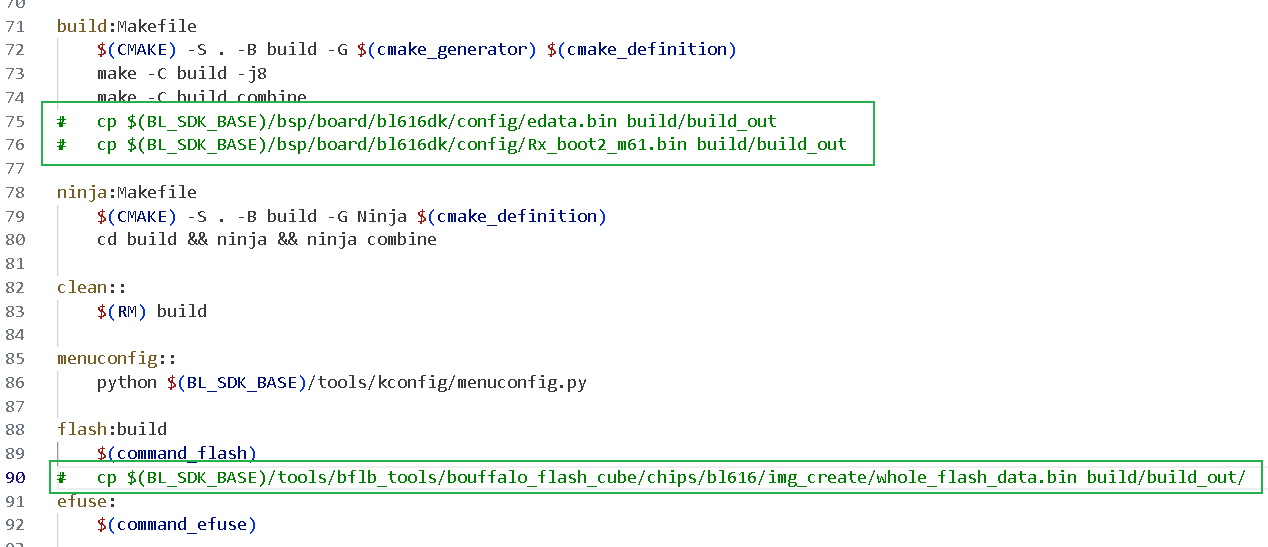 70
71 build:Makefile
72 $(CMAKE) -S . -B build -G $(cmake_generator) $(cmake_definition)
73 make -C build -j8
74 make -C build combine
75 # cp $(BL_SDK_BASE)/bsp/board/bl616dk/config/edata.bin build/build_out
76 # cp $(BL_SDK_BASE)/bsp/board/bl616dk/config/Rx_boot2_m61.bin build/build_out
77
78 ninja:Makefile
79 $(CMAKE) -S . -B build -G Ninja $(cmake_definition)
80 cd build && ninja && ninja combine
81
82 clean::
83 $(RM) build
84
85 menuconfig::
86 python $(BL_SDK_BASE)/tools/kconfig/menuconfig.py
87
88 flash:build
89 $(command_flash)
90 # cp $(BL_SDK_BASE)/tools/bflb_tools/bouffalo_flash_cube/chips/bl616/img_create/whole_flash_data.bin build/build_out/
91 efuse:
92 $(command_efuse)
93